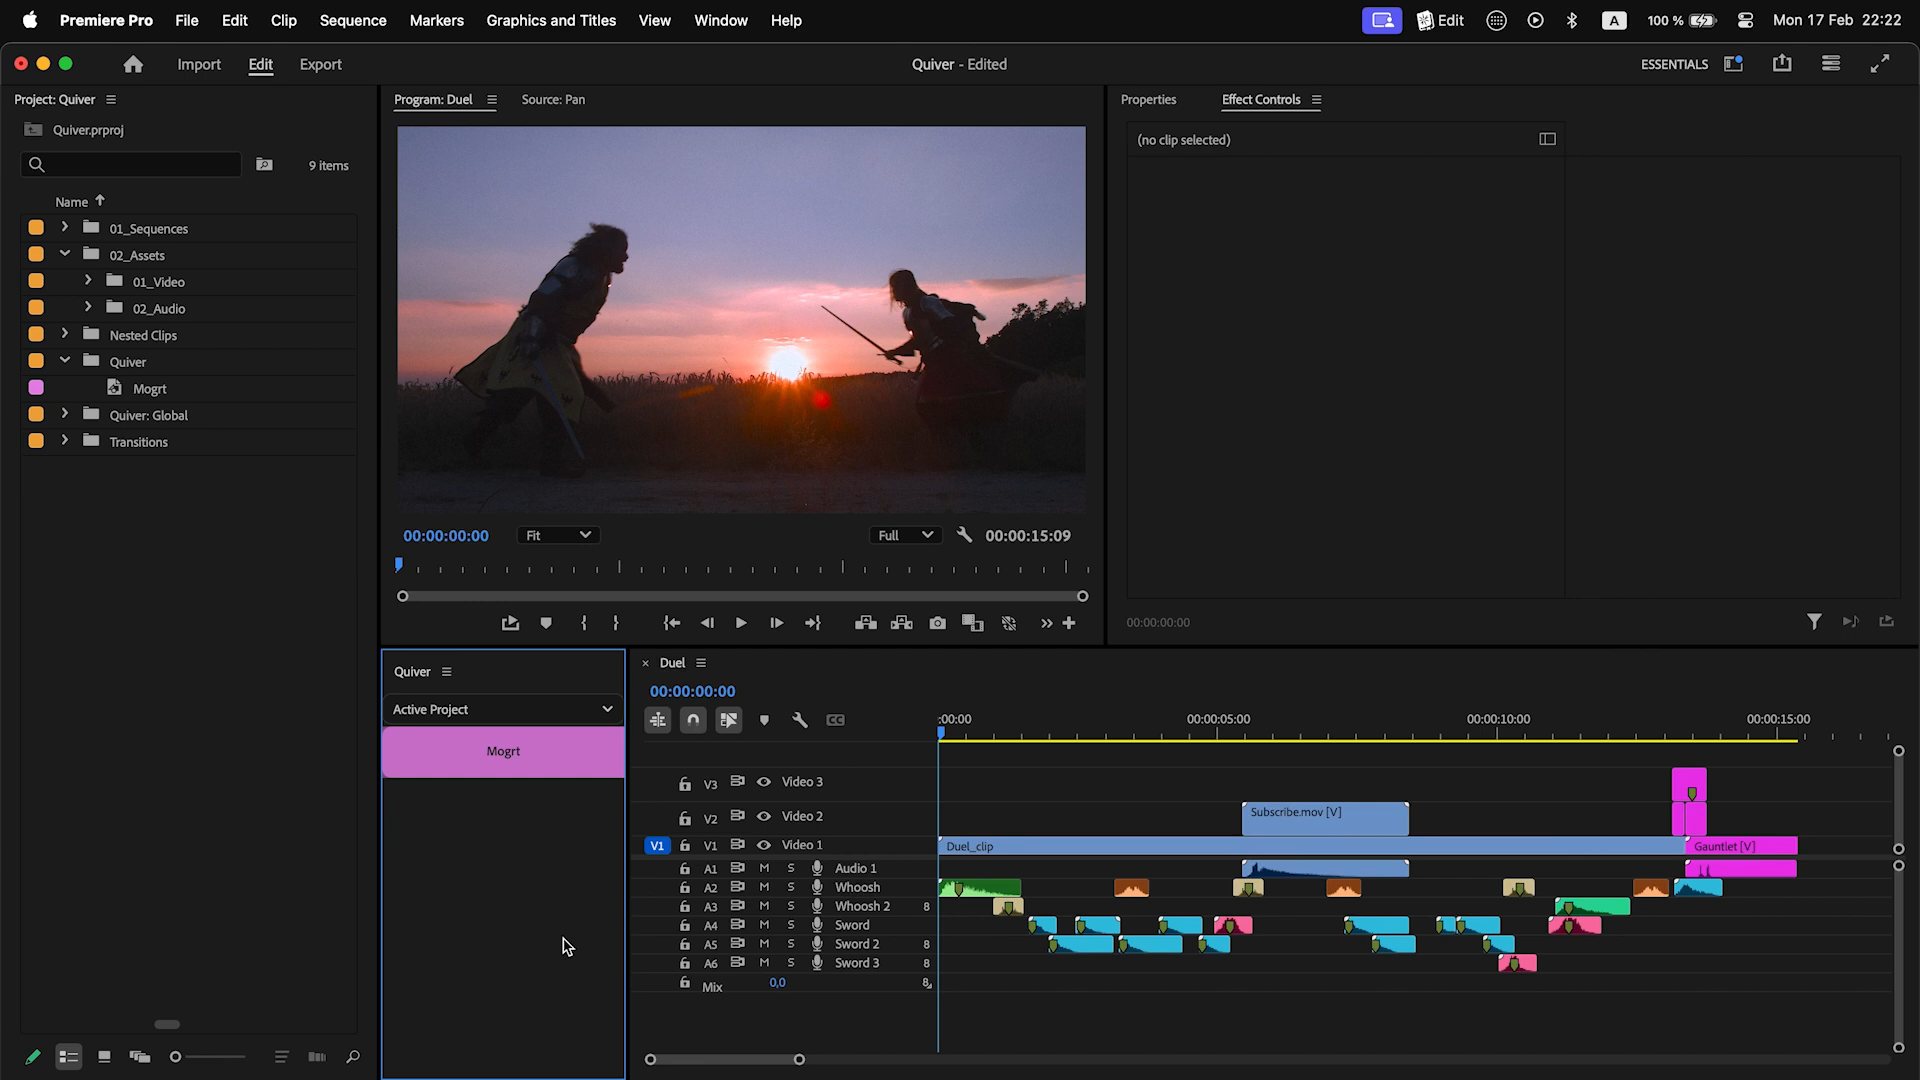 Premiere Pro File Edit Clip Sequence Markers Graphics and Titles View Window Help Edit A 100 % Mon 17 Feb 22:22
Import Edit Export Quiver - Edited ESSENTIALS
Project: Quiver
Quiver.prproj
9 items
Name
01_Sequences
02_Assets
01_Video
02_Audio
Nested Clips
Quiver
Mogrt
Quiver: Global
Transitions
Program: Duel Source: Pan
00:00:00:00 Fit Full 00:00:15:09
Properties Effect Controls
(no clip selected)
00:00:00:00
Quiver
Active Project
Mogrt
× Duel
00:00:00:00
CC
:00:00 00:00:05:00 00:00:10:00 00:00:15:00
V3 Video 3
V2 Video 2 Subscribe.mov [V]
V1 V1 Video 1 Duel_clip Gauntlet [V]
A1 M S Audio 1
A2 M S Whoosh
A3 M S Whoosh 2 8
A4 M S Sword
A5 M S Sword 2 8
A6 M S Sword 3 8
Mix 0,0 8